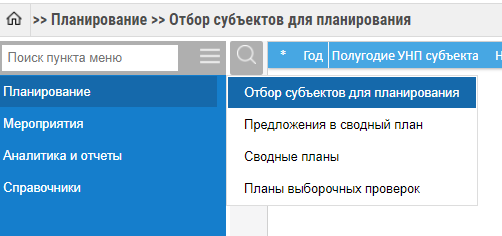 >> Планирование >> Отбор субъектов для планирования
Поиск пункта меню
* Год Полугодие УНП субъекта
Планирование
Мероприятия
Аналитика и отчеты
Справочники
Отбор субъектов для планирования
Предложения в сводный план
Сводные планы
Планы выборочных проверок